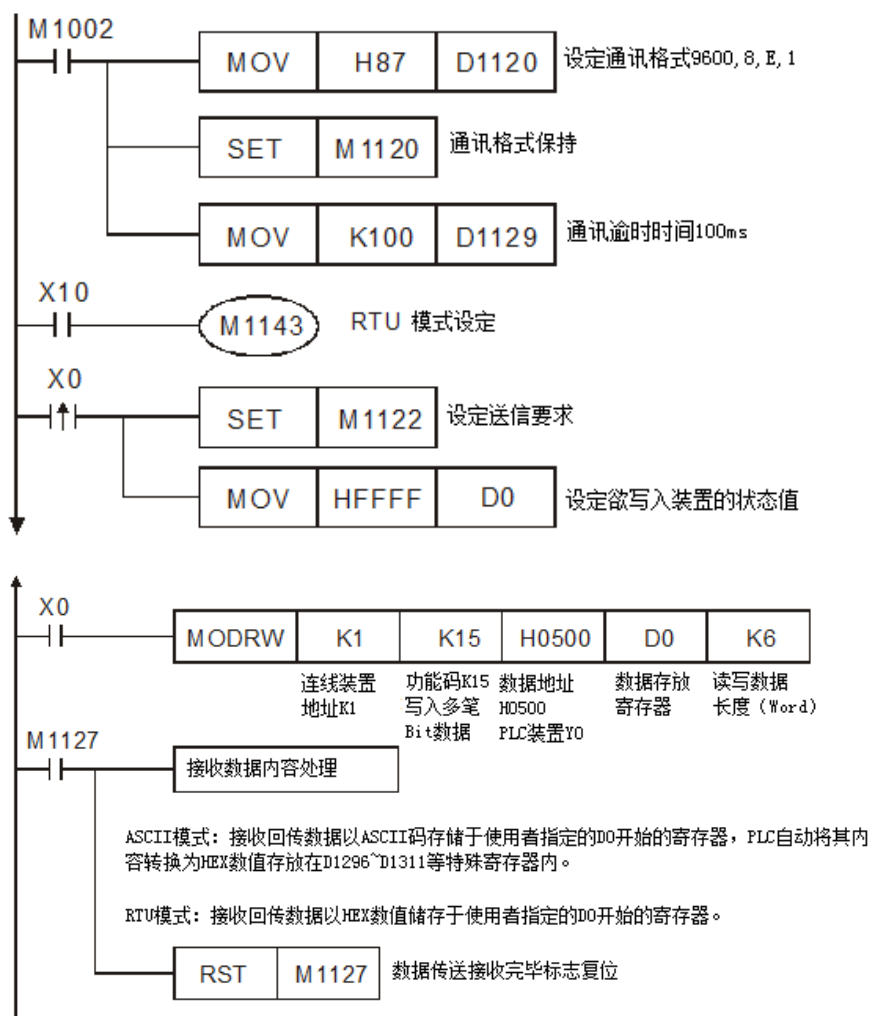 M1002
MOV H87 D1120 设定通讯格式9600,8,E,1
SET M1120 通讯格式保持
MOV K100 D1129 通讯逾时时间100ms
X10
M1143 RTU 模式设定
X0
SET M1122 设定送信要求
MOV HFFFF D0 设定欲写入装置的状态值
X0
MODRW K1 K15 H0500 D0 K6
连线装置 功能码K15 数据地址 数据存放 读写数据
地址K1 写入多笔 H0500 寄存器 长度（Word）
Bit数据 PLC装置Y0
M1127
接收数据内容处理
ASCII模式：接收回传数据以ASCII码存储于使用者指定的D0开始的寄存器，PLC自动将其内
容转换为HEX数值存放在D1296~D1311等特殊寄存器内。
RTU模式：接收回传数据以HEX数值储存于使用者指定的D0开始的寄存器。
RST M1127 数据传送接收完毕标志复位